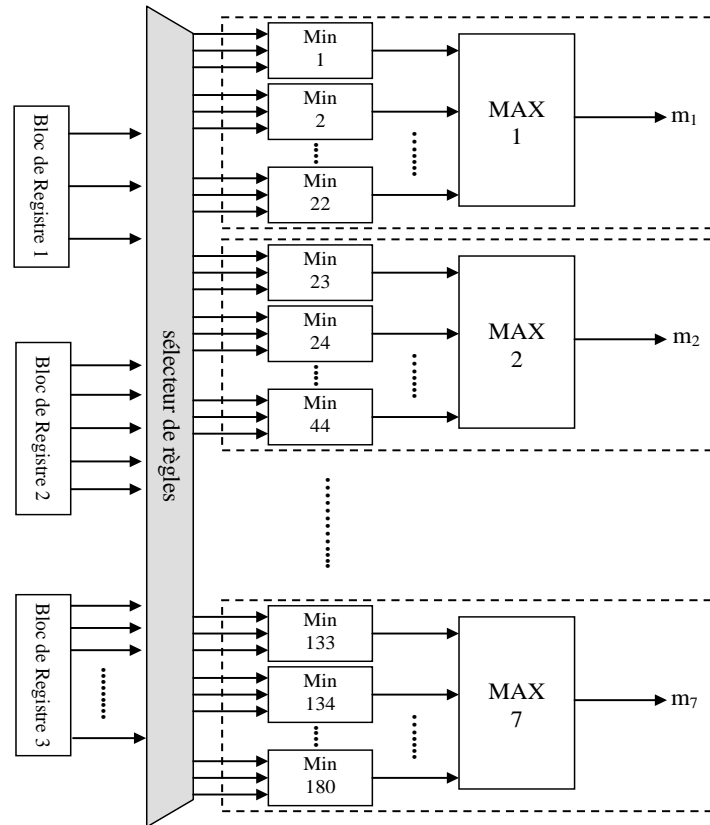 Bloc de Registre 1
Bloc de Registre 2
Bloc de Registre 3
sélecteur de règles
Min
1
Min
2
Min
22
MAX
1
m1
Min
23
Min
24
Min
44
MAX
2
m2
Min
133
Min
134
Min
180
MAX
7
m7